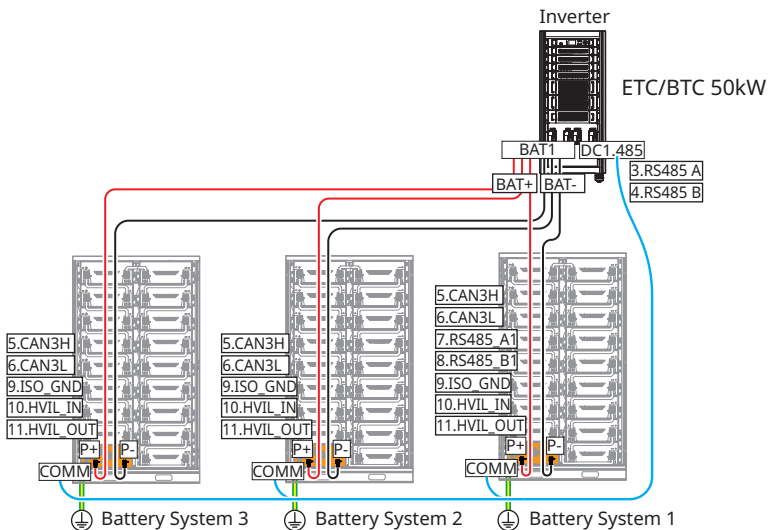 Inverter
ETC/BTC 50kW
BAT1
DC1.485
3.RS485 A
BAT+
BAT-
4.RS485 B
5.CAN3H
6.CAN3L
9.ISO_GND
10.HVIL_IN
11.HVIL_OUT
P+
P-
COMM
Battery System 3
5.CAN3H
6.CAN3L
9.ISO_GND
10.HVIL_IN
11.HVIL_OUT
P+
P-
COMM
Battery System 2
5.CAN3H
6.CAN3L
7.RS485_A1
8.RS485_B1
9.ISO_GND
10.HVIL_IN
11.HVIL_OUT
P+
P-
COMM
Battery System 1